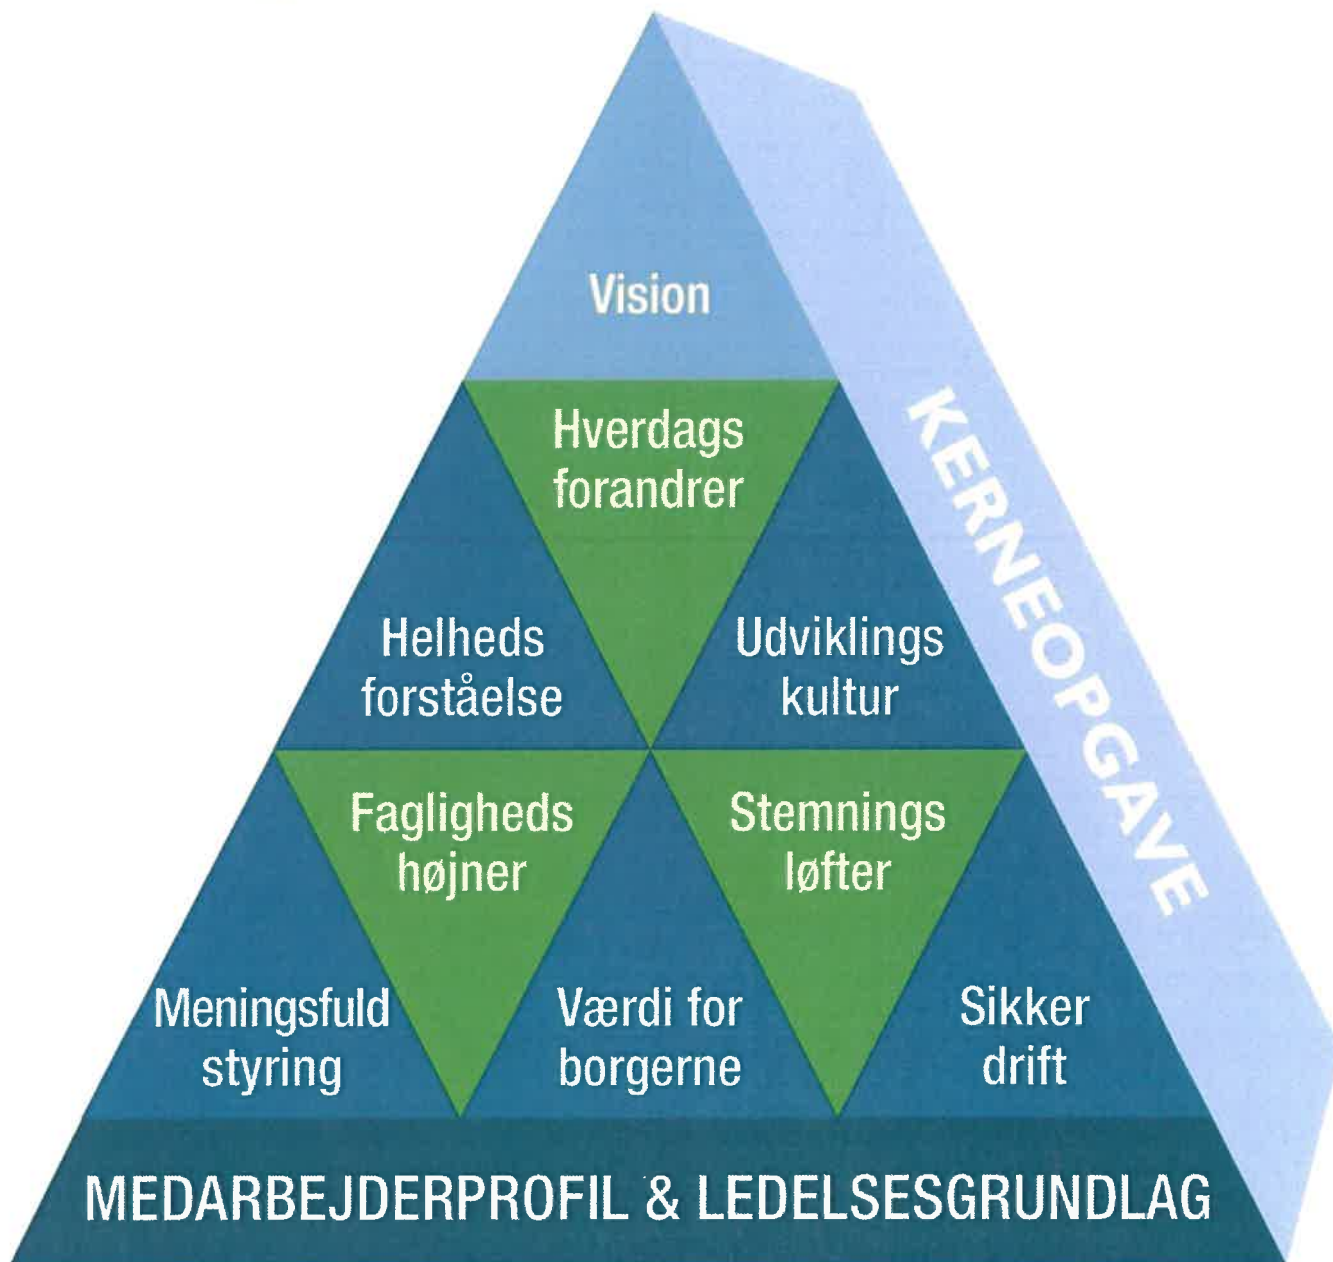 Vision
Hverdags
forandrer
KERNEOPGAVE
Helheds
forståelse
Udviklings
kultur
Fagligheds
højner
Stemnings
løfter
Meningsfuld
styring
Værdi for
borgerne
Sikker
drift
MEDARBEJDERPROFIL & LEDELSESGRUNDLAG